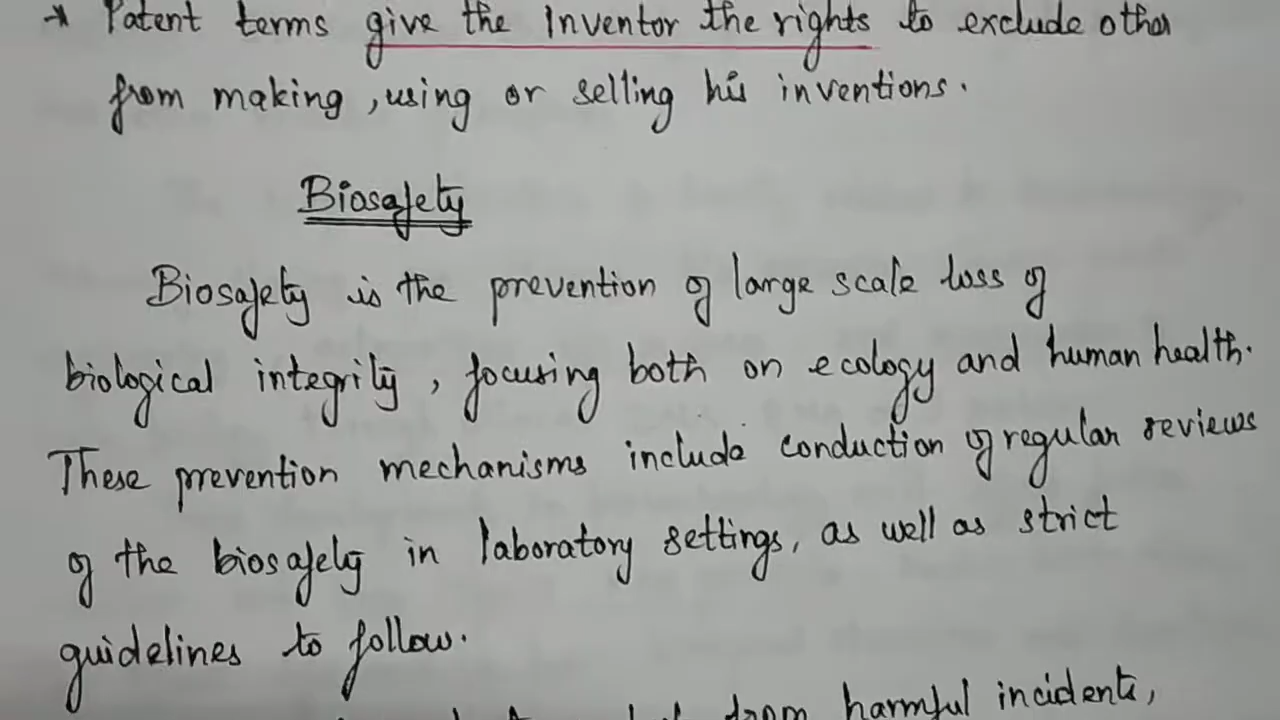 → Patent terms give the Inventor the rights to exclude other
from making, using or selling his inventions.
Biosafety
Biosafety is the prevention of large scale loss of
biological integrity, focusing both on ecology and human health.
These prevention mechanisms include conduction of regular reviews
of the biosafety in laboratory settings, as well as strict
guidelines to follow.
from harmful incidents,